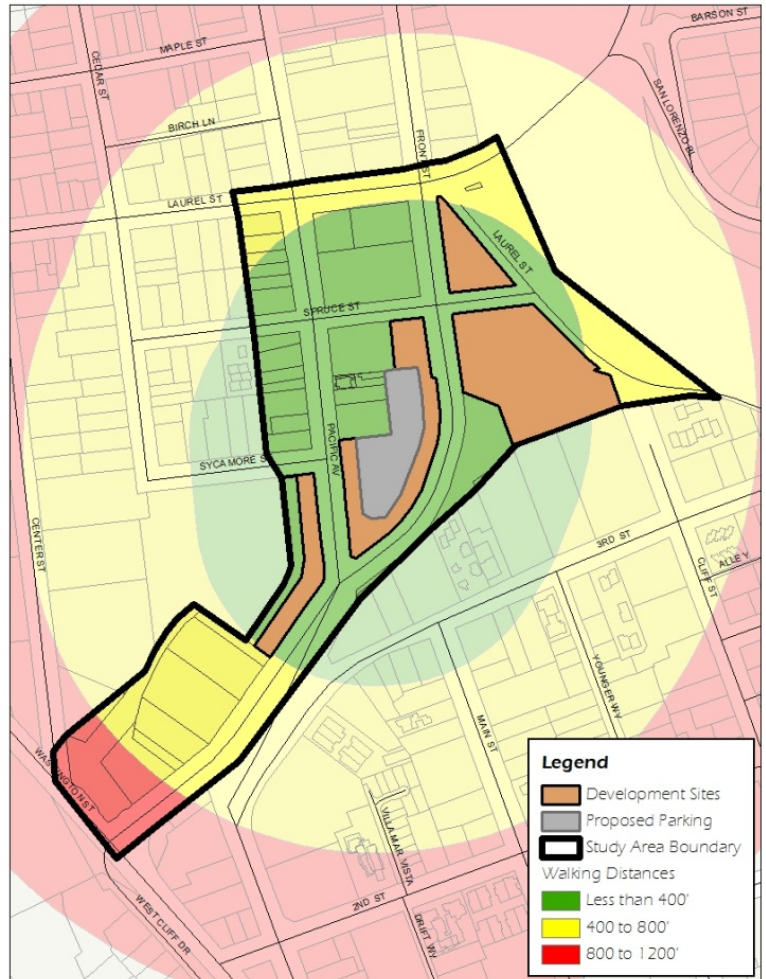 BARSON ST
MAPLE ST
CEDAR ST
SAN LORENZO BL
BIRCH LN
FRONT ST
LAUREL ST
LAUREL ST
SPRUCE ST
PACIFIC AV
SYCAMORE S
CENTER ST
3RD ST
ALLEY
CLIFF ST
YOUNGER WY
MAIN ST
WASHINGTON ST
VILLA MAR VISTA
2ND ST
DRIFT WY
WEST CLIFF DR
Legend
Development Sites
Proposed Parking
Study Area Boundary
Walking Distances
Less than 400'
400 to 800'
800 to 1200'